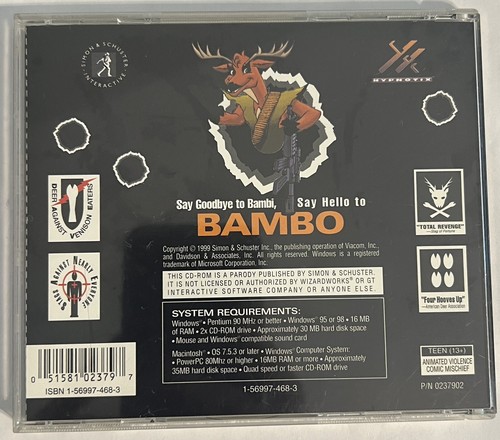 SIMON & SCHUSTER
INTERACTIVE
HYPNOTIX
Say Goodbye to Bambi, Say Hello to
BAMBO
DEER AGAINST VENISON EATERS
STAGS AGAINST NEARLY EVERYTHING
"TOTAL REVENGE"
"Four Hooves Up"
—American Deer Association
Copyright © 1999 Simon & Schuster Inc., the publishing operation of Viacom, Inc.
and Davidson & Associates, Inc. All rights reserved. Windows is a registered
trademark of Microsoft Corporation, Inc.
THIS CD-ROM IS A PARODY PUBLISHED BY SIMON & SCHUSTER.
IT IS NOT LICENSED OR AUTHORIZED BY WIZARDWORKS® OR GT
INTERACTIVE SOFTWARE COMPANY OR ANYONE ELSE.
SYSTEM REQUIREMENTS:
Windows® • Pentium 90 MHz or better • Windows® 95 or 98 • 16 MB
of RAM • 2x CD-ROM drive • Approximately 30 MB hard disk space
• Mouse and Windows® compatible sound card
Macintosh® • OS 7.5.3 or later • Windows® Computer System:
• PowerPC 80Mhz or higher • 16MB RAM or more • Approximately
35MB hard disk space • Quad speed or faster CD-ROM drive
0 51581 02379 7
ISBN 1-56997-468-3
1-56997-468-3
TEEN (13+)
ANIMATED VIOLENCE
COMIC MISCHIEF
P/N 0237902